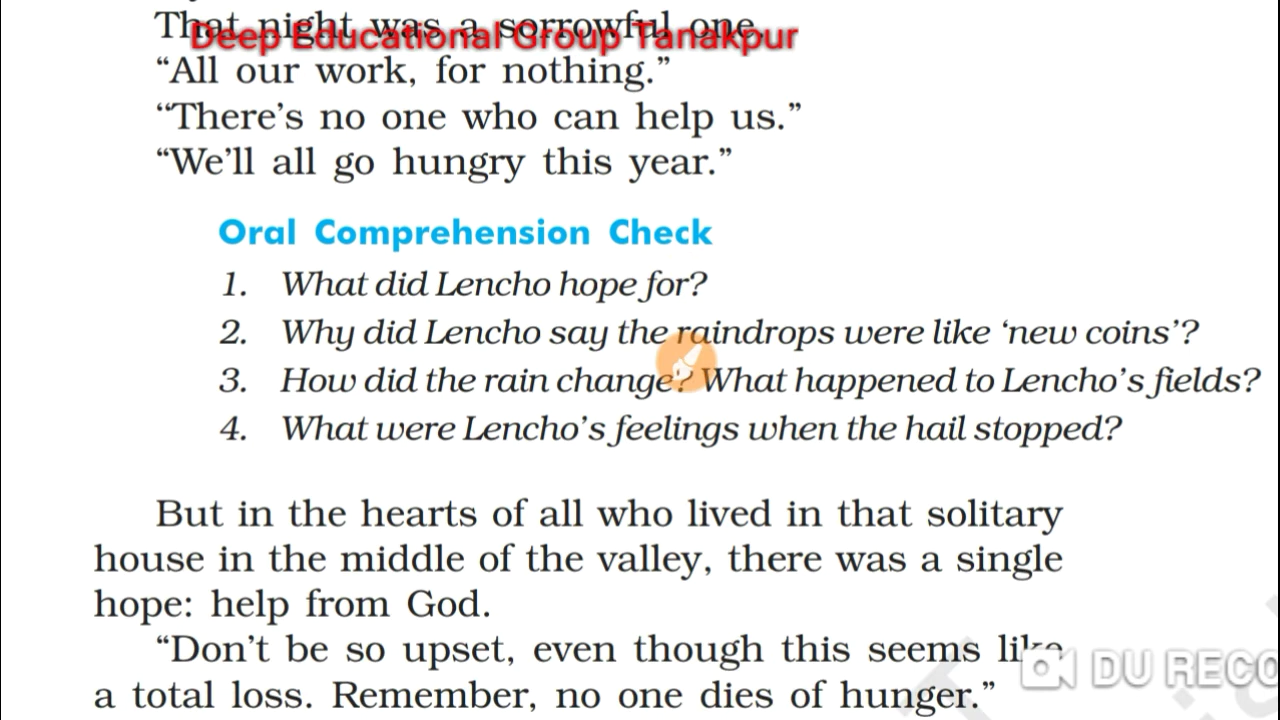 That night was a sorrowful one.
Deep Educational Group Tanakpur
“All our work, for nothing.”
“There’s no one who can help us.”
“We’ll all go hungry this year.”
Oral Comprehension Check
1. What did Lencho hope for?
2. Why did Lencho say the raindrops were like ‘new coins’?
3. How did the rain change? What happened to Lencho’s fields?
4. What were Lencho’s feelings when the hail stopped?
But in the hearts of all who lived in that solitary
house in the middle of the valley, there was a single
hope: help from God.
“Don’t be so upset, even though this seems like
a total loss. Remember, no one dies of hunger.”
DU RECO